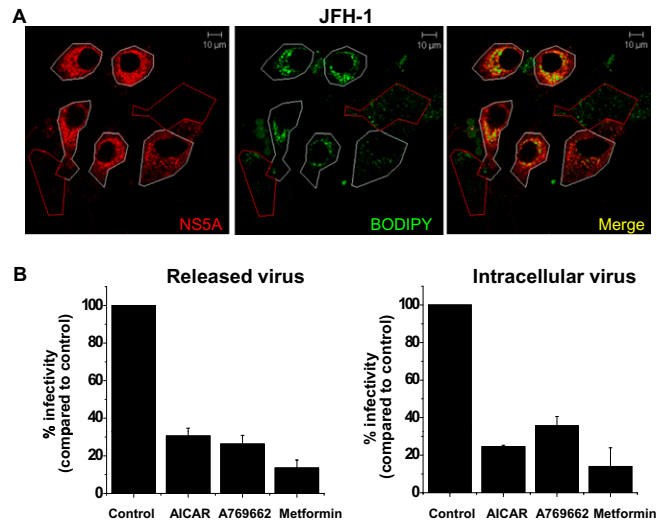 A
JFH-1
10 µm
10 µm
10 µm
NS5A
BODIPY
Merge
B
Released virus
% infectivity
(compared to control)
100
80
60
40
20
0
Control AICAR A769662 Metformin
Intracellular virus
% infectivity
(compared to control)
100
80
60
40
20
0
Control AICAR A769662 Metformin